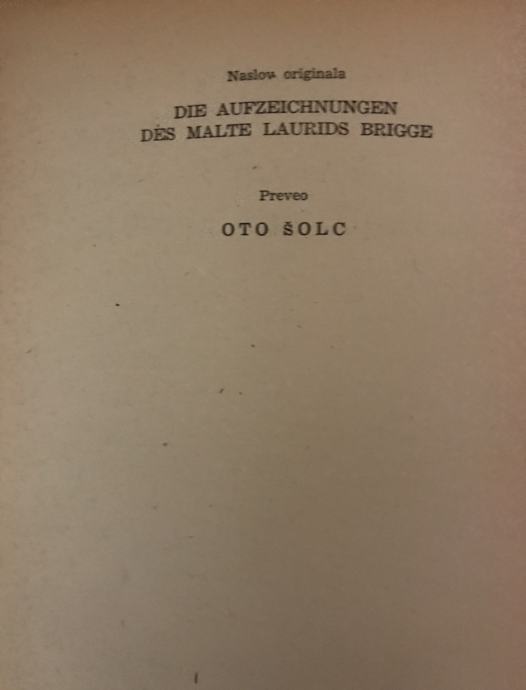 Naslov originala
DIE AUFZEICHNUNGEN
DES MALTE LAURIDS BRIGGE
Preveo
OTO ŠOLC